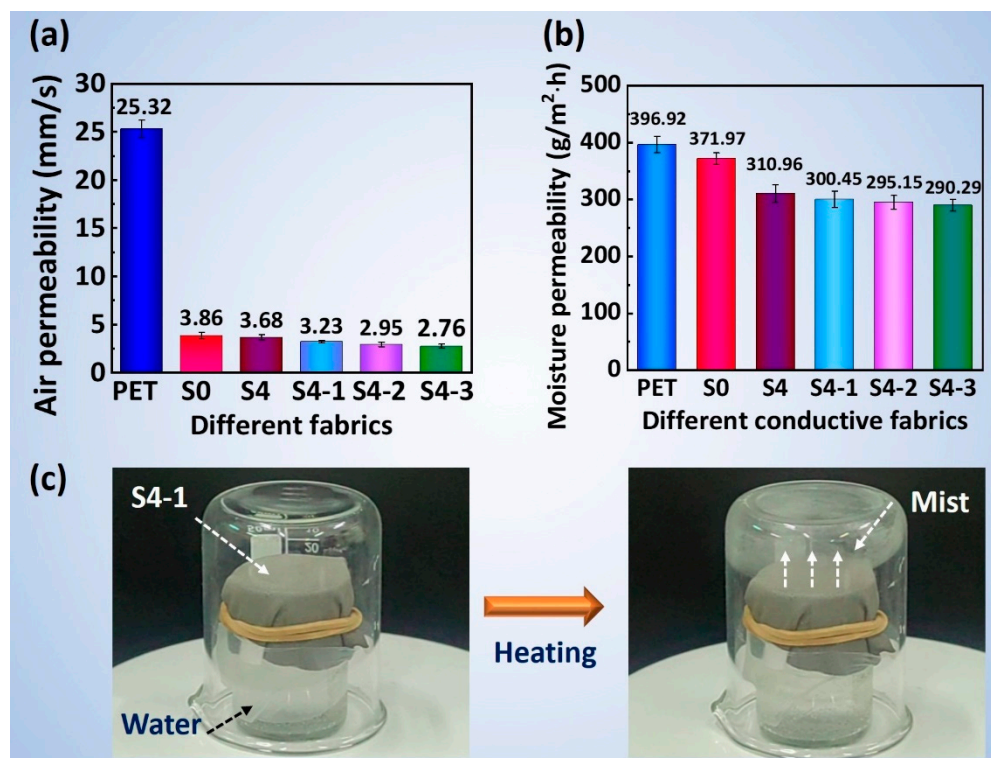 (a)
Air permeability (mm/s)
30
25
20
15
10
5
0
25.32
3.86
3.68
3.23
2.95
2.76
PET S0 S4 S4-1 S4-2 S4-3
Different fabrics
(b)
Moisture permeability (g/m²·h)
500
400
300
200
100
0
396.92
371.97
310.96
300.45
295.15
290.29
PET S0 S4 S4-1 S4-2 S4-3
Different conductive fabrics
(c)
S4-1
20
Water
Heating
Mist